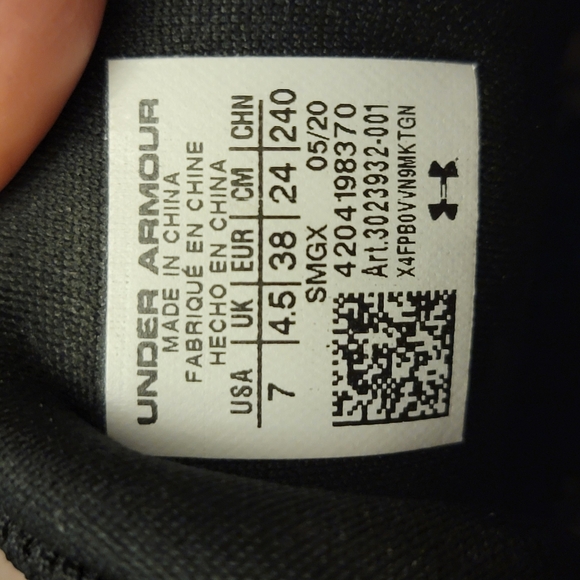 UNDER ARMOUR
MADE IN CHINA
FABRIQUÉ EN CHINE
HECHO EN CHINA
USA UK EUR CM CHN
7 4.5 38 24 240
SMGX 05/20
4204198370
Art.3023932-001
X4FPB0VVN9MKTGN